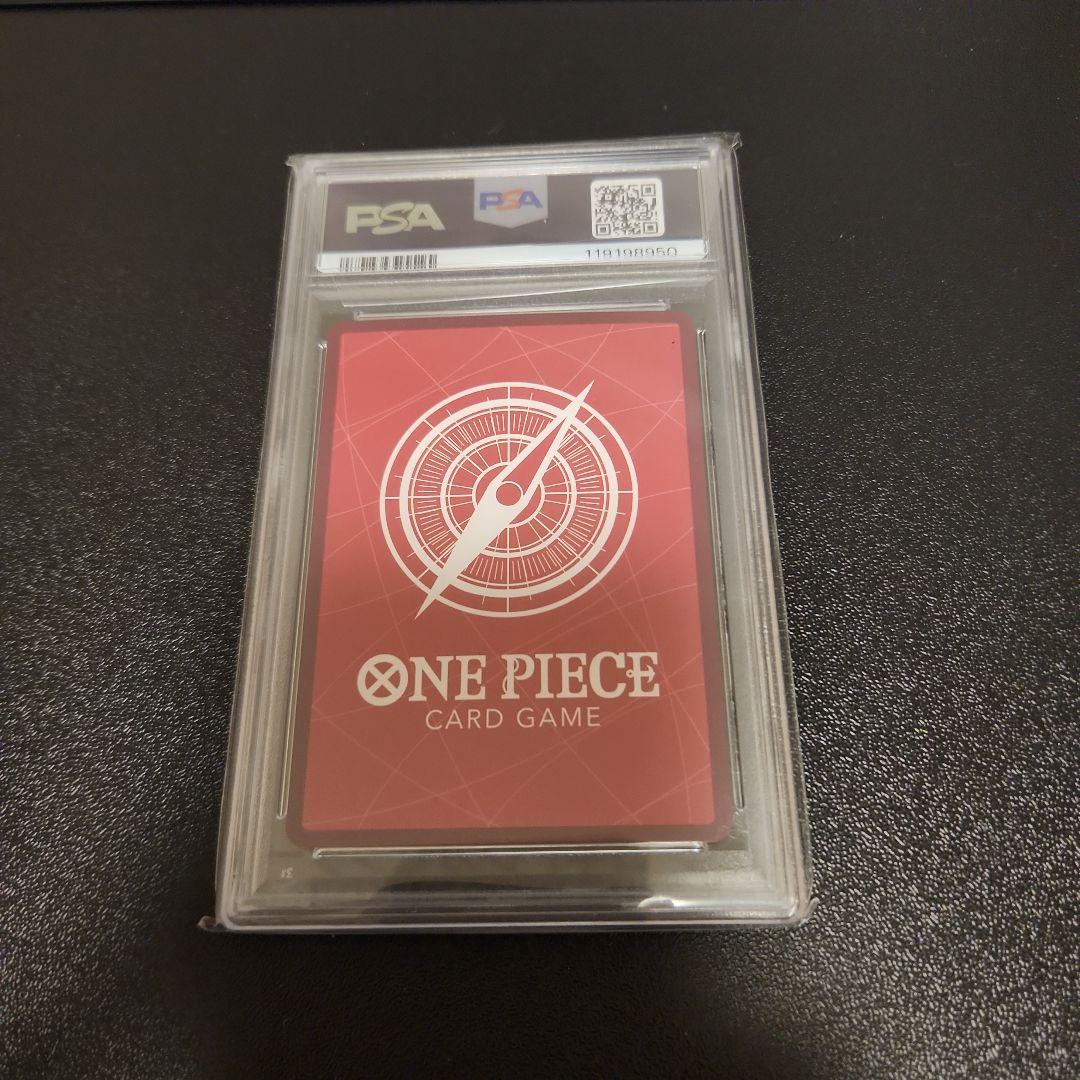 PSA
PSA
119198950
ONE PIECE
CARD GAME